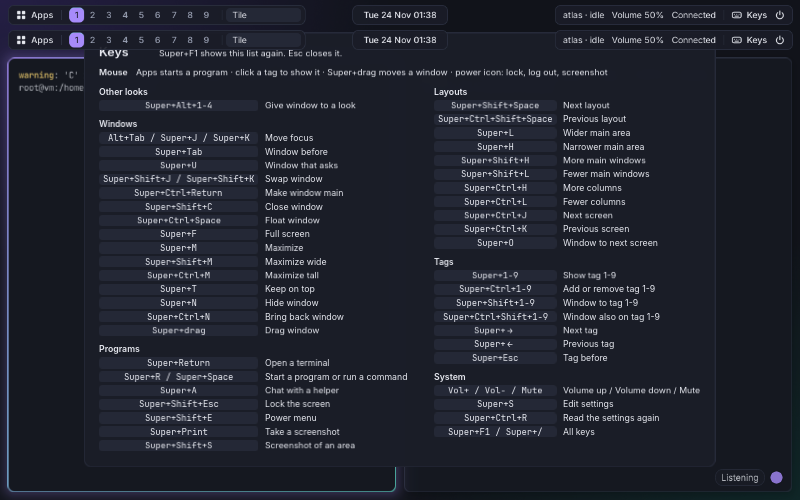 Apps 1 2 3 4 5 6 7 8 9 Tile Tue 24 Nov 01:38 atlas · idle Volume 50% Connected Keys
Apps 1 2 3 4 5 6 7 8 9 Tile Tue 24 Nov 01:38 atlas · idle Volume 50% Connected Keys
Keys Super+F1 shows this list again. Esc closes it.
Mouse Apps starts a program · click a tag to show it · Super+drag moves a window · power icon: lock, log out, screenshot
warning: 'C'
root@vm:/home
Other looks
Super+Alt+1-4 Give window to a look
Windows
Alt+Tab / Super+J / Super+K Move focus
Super+Tab Window before
Super+U Window that asks
Super+Shift+J / Super+Shift+K Swap window
Super+Ctrl+Return Make window main
Super+Shift+C Close window
Super+Ctrl+Space Float window
Super+F Full screen
Super+M Maximize
Super+Shift+M Maximize wide
Super+Ctrl+M Maximize tall
Super+T Keep on top
Super+N Hide window
Super+Ctrl+N Bring back window
Super+drag Drag window
Programs
Super+Return Open a terminal
Super+R / Super+Space Start a program or run a command
Super+A Chat with a helper
Super+Shift+Esc Lock the screen
Super+Shift+E Power menu
Super+Print Take a screenshot
Super+Shift+S Screenshot of an area
Layouts
Super+Shift+Space Next layout
Super+Ctrl+Shift+Space Previous layout
Super+L Wider main area
Super+H Narrower main area
Super+Shift+H More main windows
Super+Shift+L Fewer main windows
Super+Ctrl+H More columns
Super+Ctrl+L Fewer columns
Super+Ctrl+J Next screen
Super+Ctrl+K Previous screen
Super+O Window to next screen
Tags
Super+1-9 Show tag 1-9
Super+Ctrl+1-9 Add or remove tag 1-9
Super+Shift+1-9 Window to tag 1-9
Super+Ctrl+Shift+1-9 Window also on tag 1-9
Super+→ Next tag
Super+← Previous tag
Super+Esc Tag before
System
Vol+ / Vol- / Mute Volume up / Volume down / Mute
Super+S Edit settings
Super+Ctrl+R Read the settings again
Super+F1 / Super+/ All keys
Listening